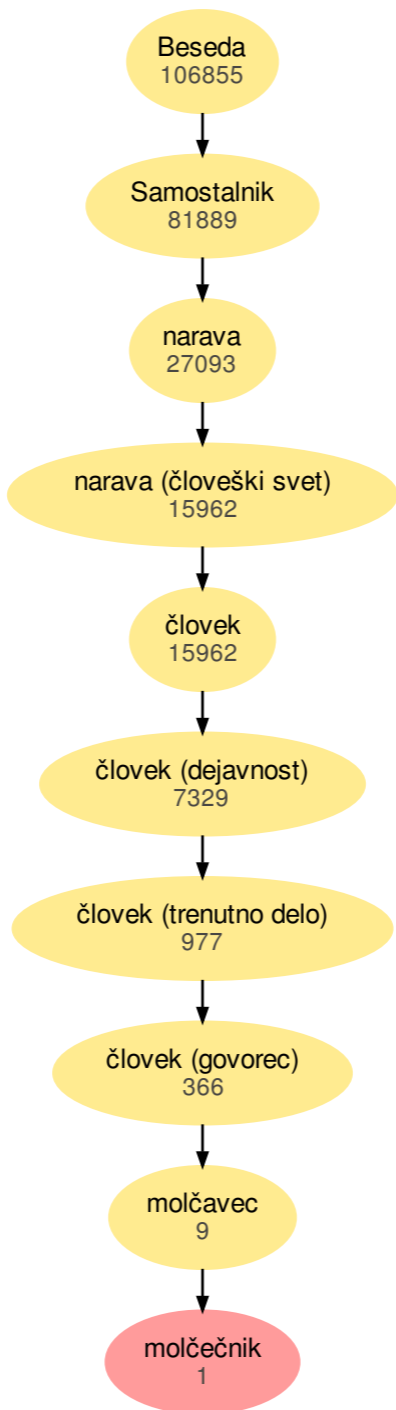 Beseda
106855
Samostalnik
81889
narava
27093
narava (človeški svet)
15962
človek
15962
človek (dejavnost)
7329
človek (trenutno delo)
977
človek (govorec)
366
molčavec
9
molčečnik
1